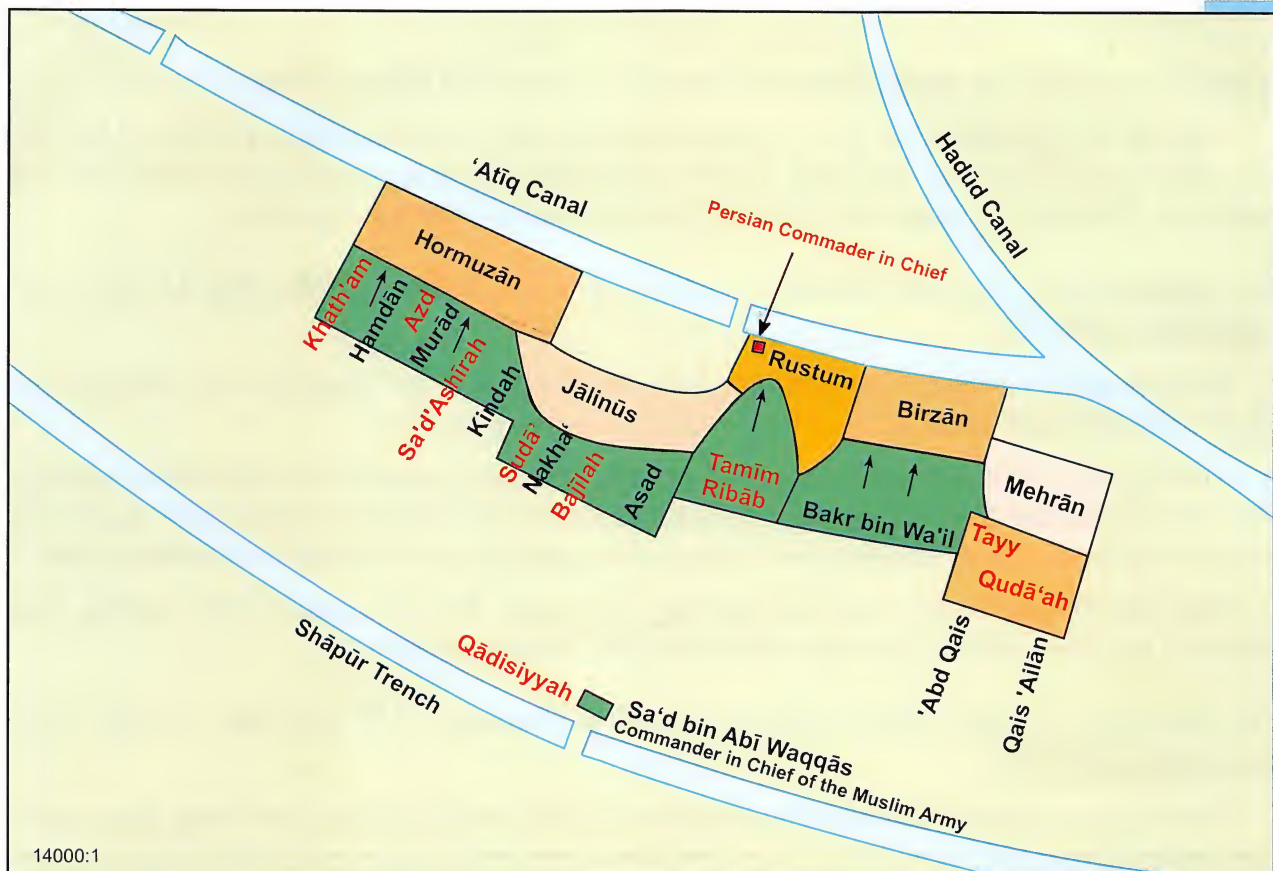 'Atīq Canal
Hadūd Canal
Persian Commader in Chief
Hormuzān
Khath'am
Hamdān
Azd
Murād
Sa'd'Ashīrah
Kindah
Jālinūs
Rustum
Birzān
Mehrān
Sudā'
Nakha‘
Bajīlah
Asad
Tamīm
Ribāb
Bakr bin Wa'il
Tayy
Qudā‘ah
'Abd Qais
Qais 'Ailān
Shāpūr Trench
Qādisiyyah
Sa‘d bin Abī Waqqās
Commander in Chief of the Muslim Army
14000:1